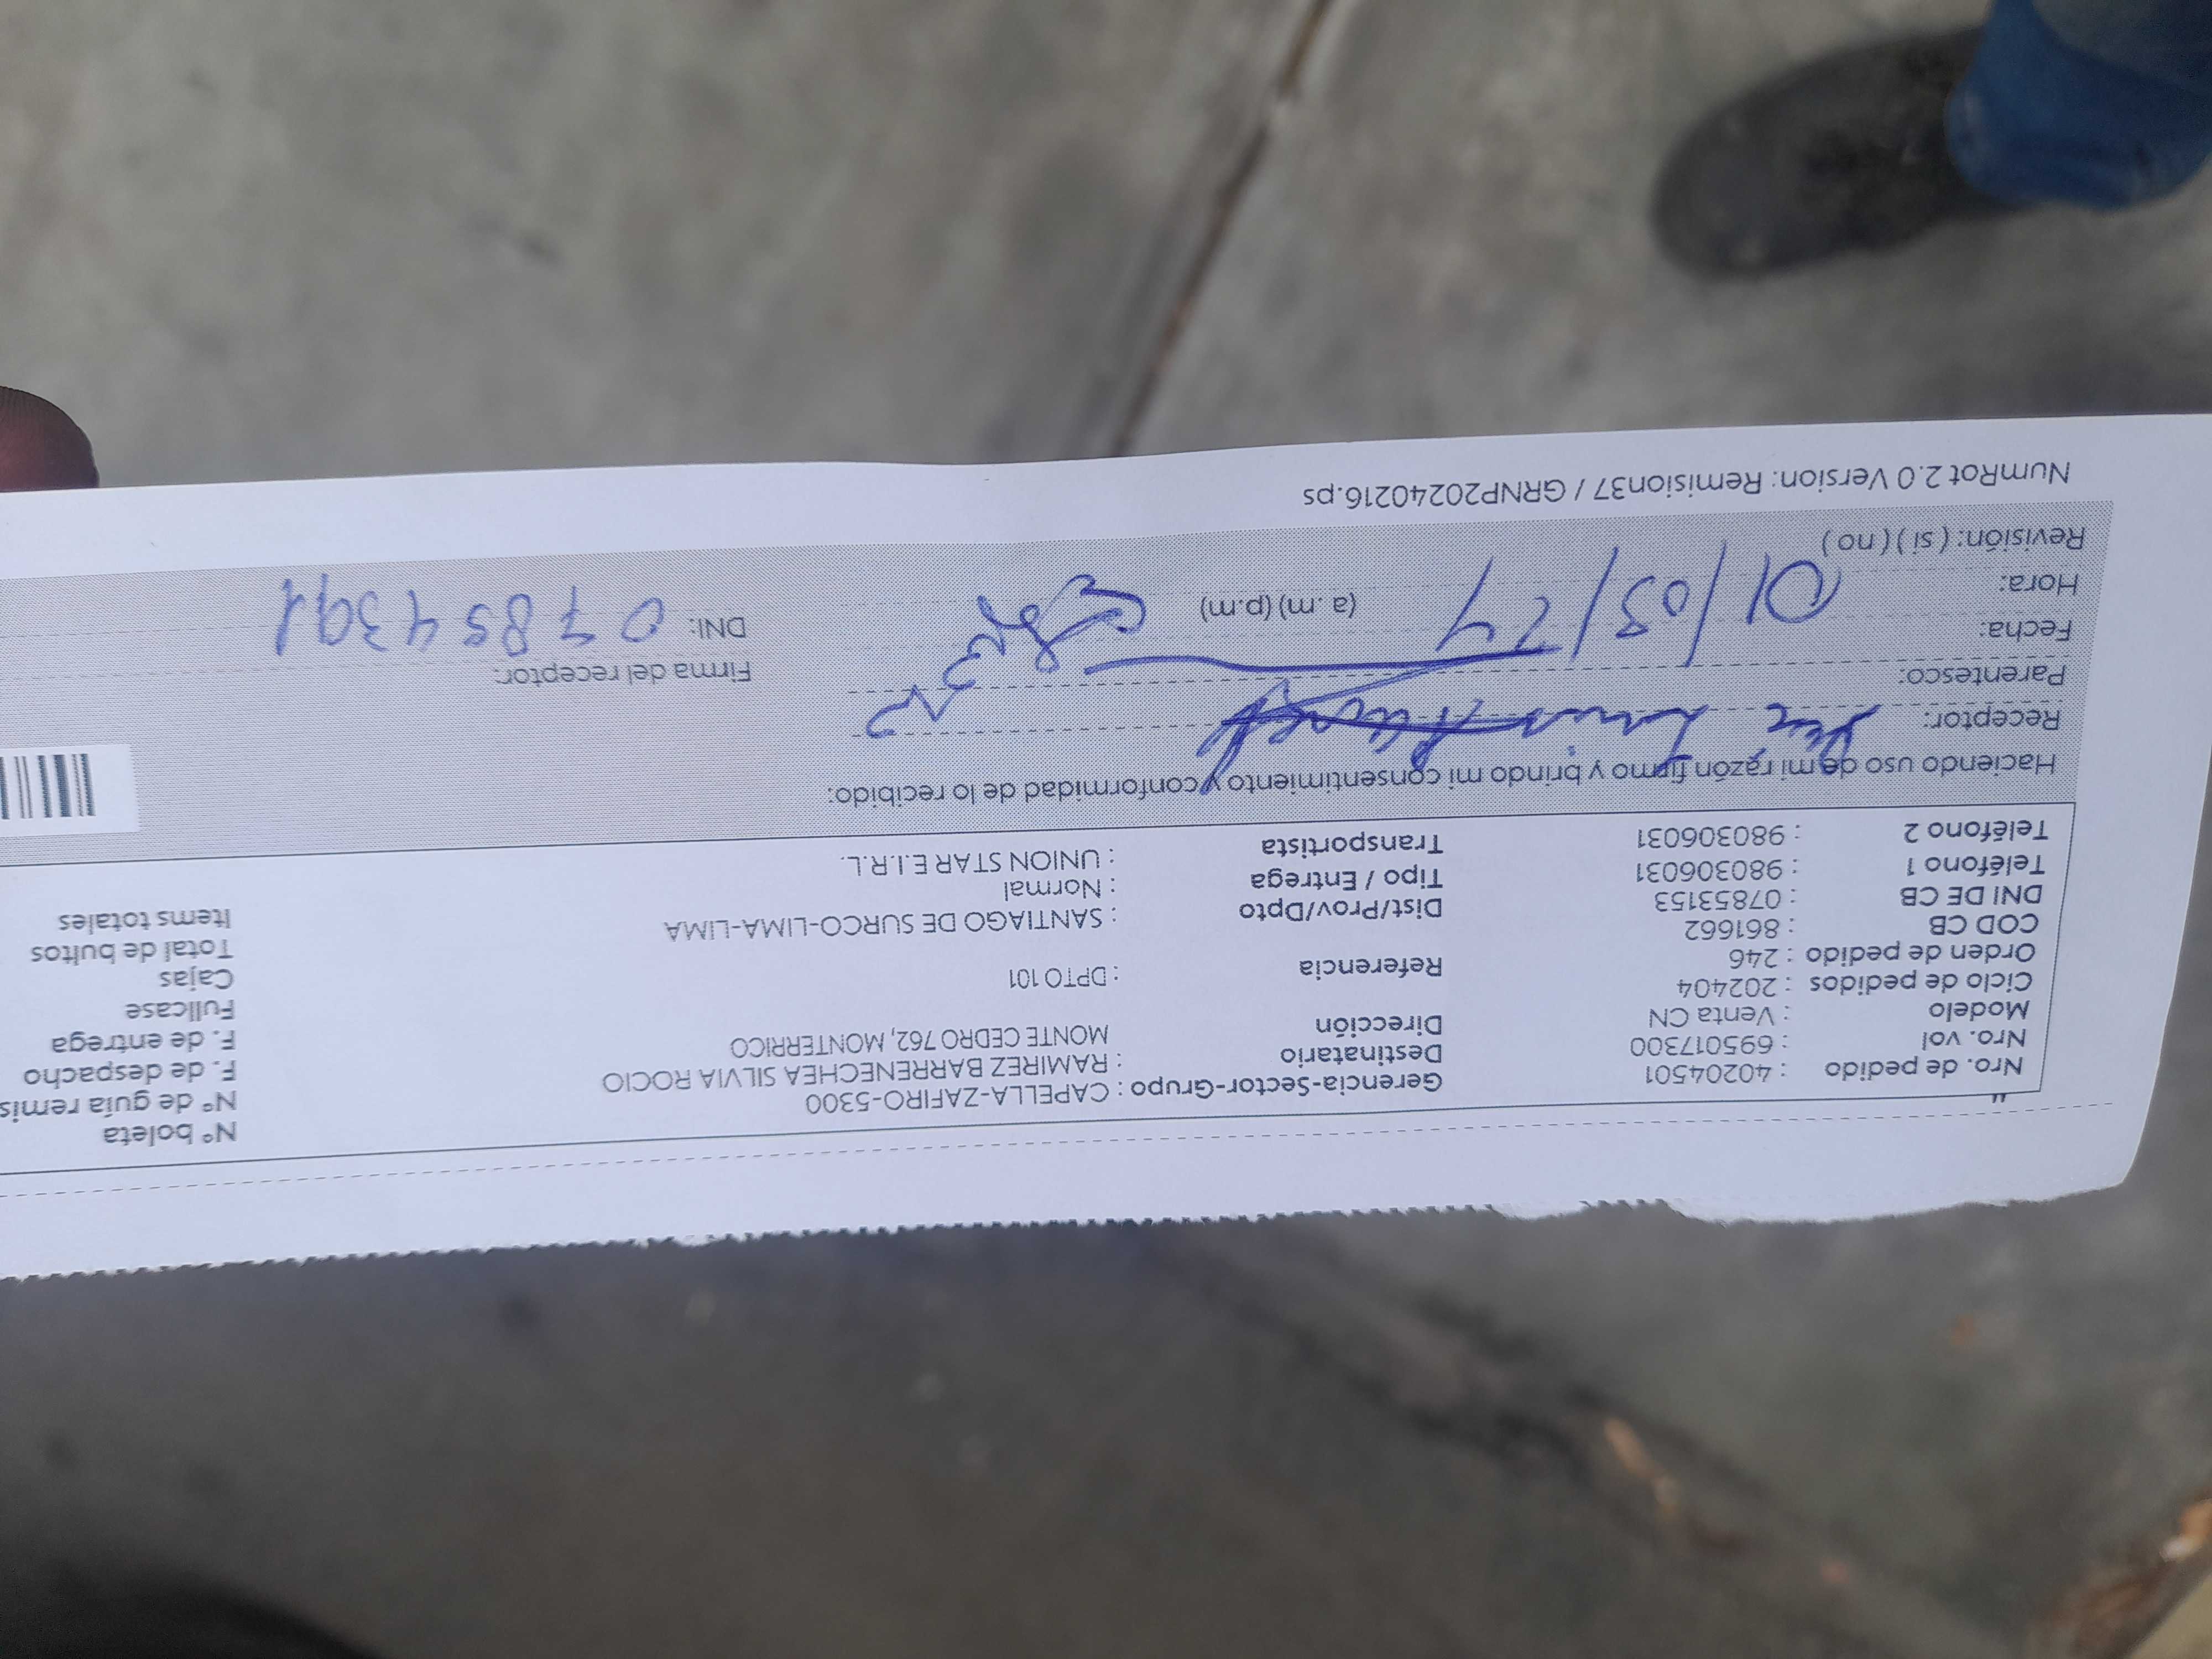 Nro. de pedido : 40204501
Nro. vol : 695017300
Modelo : Venta CN
Ciclo de pedidos : 202404
Orden de pedido : 246
COD CB : 861662
DNI DE CB : 07853153
Teléfono 1 : 980306031
Teléfono 2 : 980306031
Gerencia-Sector-Grupo : CAPELLA-ZAFIRO-5300
Destinatario : RAMIREZ BARRENECHEA SILVIA ROCIO
Dirección MONTE CEDRO 762, MONTERRICO
Referencia : DPTO 101
Dist/Prov/Dpto : SANTIAGO DE SURCO-LIMA-LIMA
Tipo / Entrega : Normal
Transportista : UNION STAR E.I.R.L.
N° boleta
N° de guía remis
F. de despacho
F. de entrega
Fullcase
Cajas
Total de bultos
Items totales
Haciendo uso de mi razón firmo y brindo mi consentimiento y conformidad de lo recibido:
Receptor:
Parentesco:
Fecha: 01/03/24
Hora: (a. m) (p.m)
Revisión: ( si ) ( no )
Firma del receptor:
DNI: 07854391
NumRot 2.0 Version: Remision37 / GRNP20240216.ps